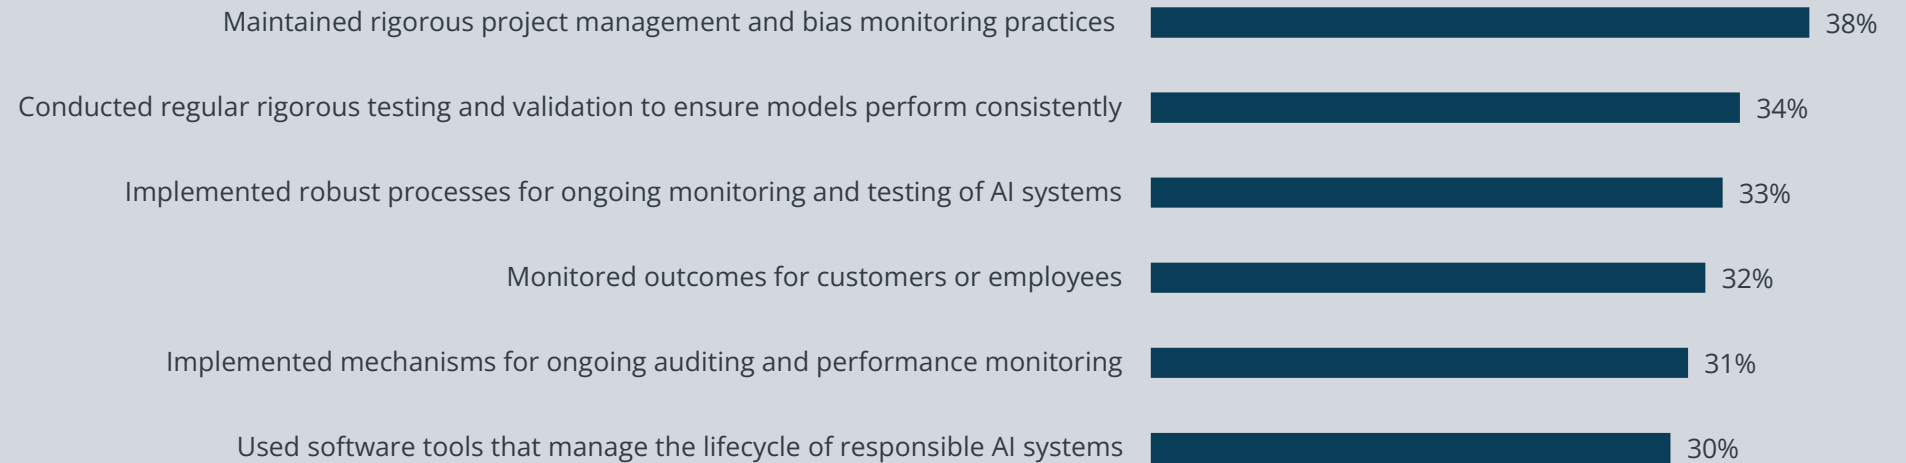 Maintained rigorous project management and bias monitoring practices 38%
Conducted regular rigorous testing and validation to ensure models perform consistently 34%
Implemented robust processes for ongoing monitoring and testing of AI systems 33%
Monitored outcomes for customers or employees 32%
Implemented mechanisms for ongoing auditing and performance monitoring 31%
Used software tools that manage the lifecycle of responsible AI systems 30%